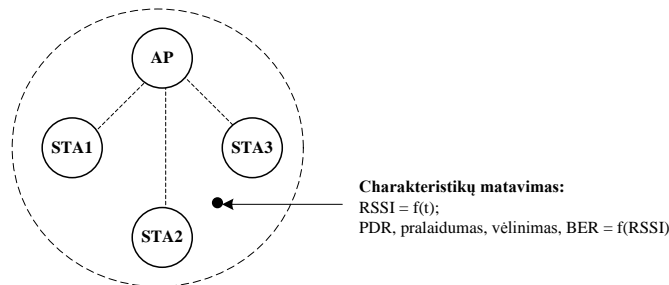 AP
STA1
STA3
STA2
Charakteristikų matavimas:
RSSI = f(t);
PDR, pralaidumas, vėlinimas, BER = f(RSSI)